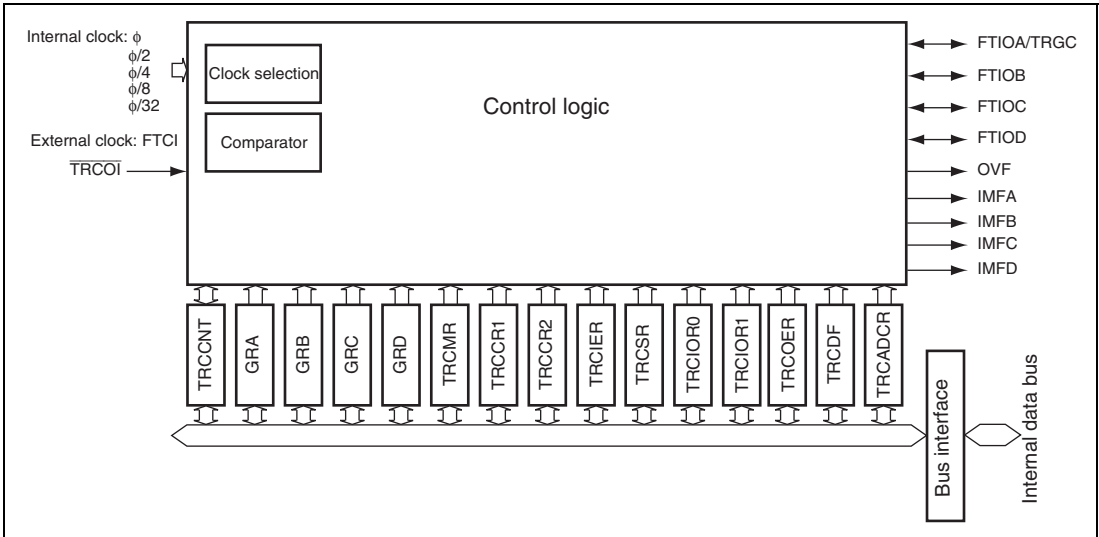 Internal clock: ϕ
ϕ/2
ϕ/4
ϕ/8
ϕ/32
External clock: FTCI
TRCOI
Clock selection
Comparator
Control logic
FTIOA/TRGC
FTIOB
FTIOC
FTIOD
OVF
IMFA
IMFB
IMFC
IMFD
TRCCNT
GRA
GRB
GRC
GRD
TRCMR
TRCCR1
TRCCR2
TRCIER
TRCSR
TRCIOR0
TRCIOR1
TRCOER
TRCDF
TRCADCR
Bus interface
Internal data bus